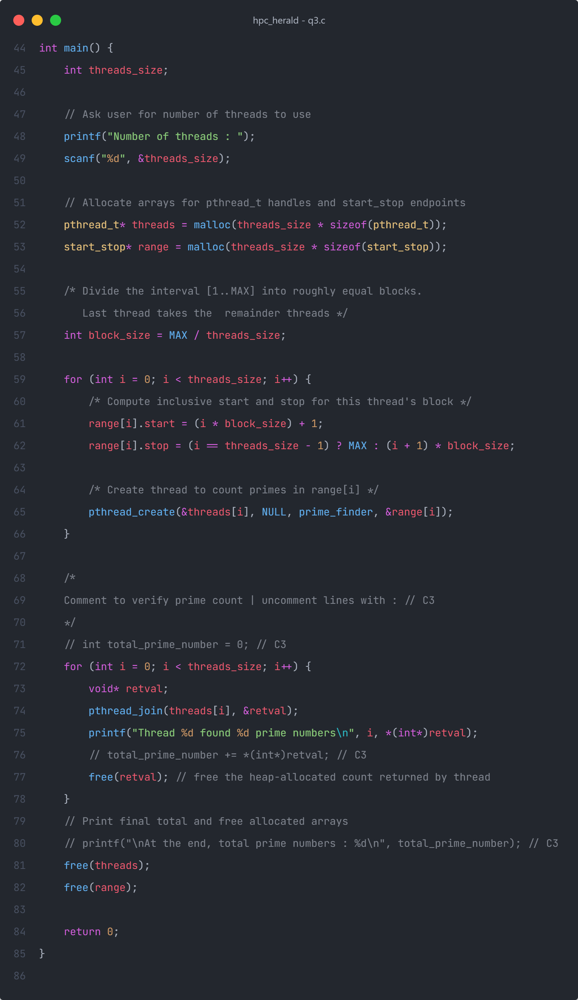 hpc_herald - q3.c
44 int main() {
45     int threads_size;
46
47     // Ask user for number of threads to use
48     printf("Number of threads : ");
49     scanf("%d", &threads_size);
50
51     // Allocate arrays for pthread_t handles and start_stop endpoints
52     pthread_t* threads = malloc(threads_size * sizeof(pthread_t));
53     start_stop* range = malloc(threads_size * sizeof(start_stop));
54
55     /* Divide the interval [1..MAX] into roughly equal blocks.
56        Last thread takes the  remainder threads */
57     int block_size = MAX / threads_size;
58
59     for (int i = 0; i < threads_size; i++) {
60         /* Compute inclusive start and stop for this thread's block */
61         range[i].start = (i * block_size) + 1;
62         range[i].stop = (i == threads_size - 1) ? MAX : (i + 1) * block_size;
63
64         /* Create thread to count primes in range[i] */
65         pthread_create(&threads[i], NULL, prime_finder, &range[i]);
66     }
67
68     /*
69     Comment to verify prime count | uncomment lines with : // C3
70     */
71     // int total_prime_number = 0; // C3
72     for (int i = 0; i < threads_size; i++) {
73         void* retval;
74         pthread_join(threads[i], &retval);
75         printf("Thread %d found %d prime numbers\n", i, *(int*)retval);
76         // total_prime_number += *(int*)retval; // C3
77         free(retval); // free the heap-allocated count returned by thread
78     }
79     // Print final total and free allocated arrays
80     // printf("\nAt the end, total prime numbers : %d\n", total_prime_number); // C3
81     free(threads);
82     free(range);
83
84     return 0;
85 }
86